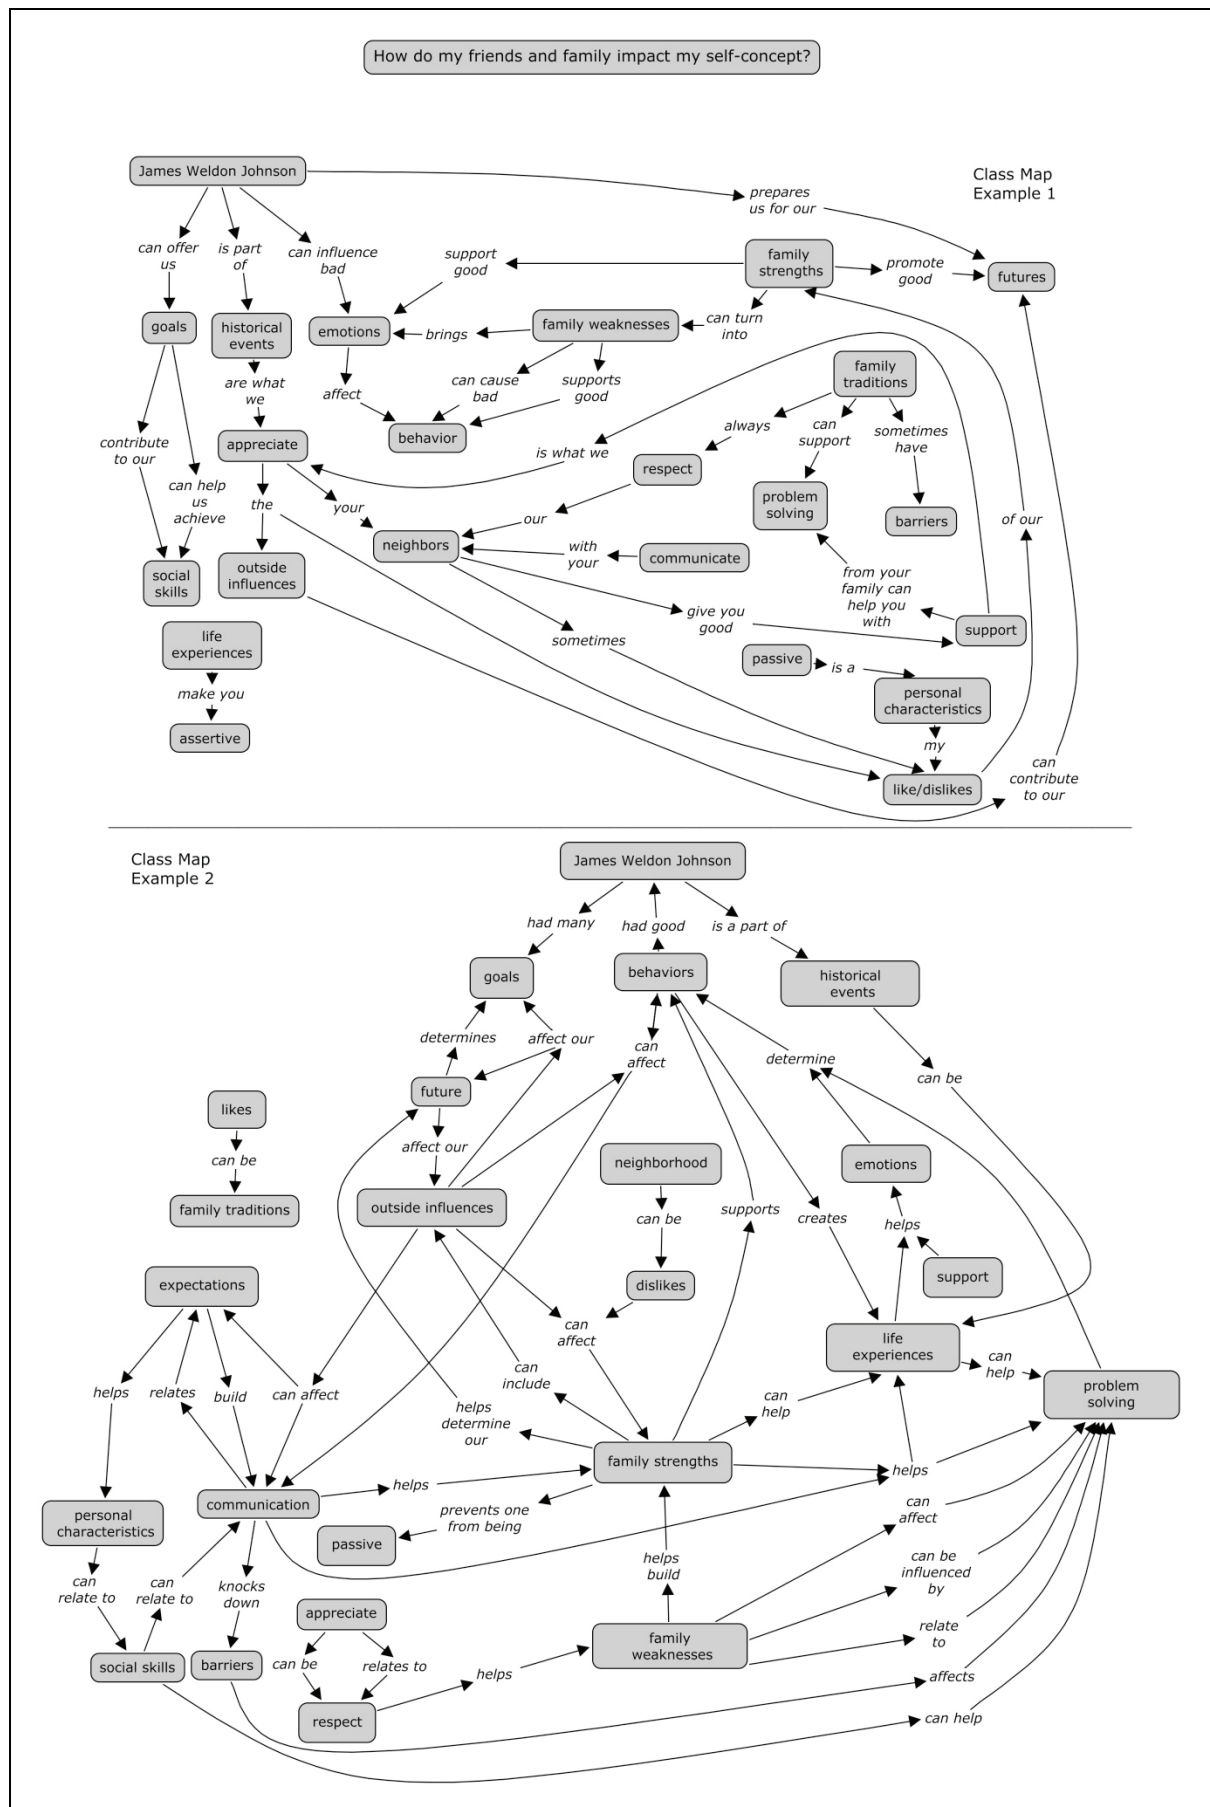 How do my friends and family impact my self-concept?
James Weldon Johnson
Class Map
Example 1
prepares
us for our
can offer
us
is part
of
can influence
bad
support
good
family
strengths
promote
good
futures
goals
historical
events
emotions
brings
family weaknesses
can turn
into
are what
we
affect
can cause
bad
supports
good
family
traditions
contribute
to our
appreciate
behavior
is what we
always
can
support
sometimes
have
respect
can help
us
achieve
the
your
our
problem
solving
barriers
of our
neighbors
with
your
communicate
social
skills
outside
influences
from your
family can
help you
with
give you
good
support
sometimes
life
experiences
passive
is a
personal
characteristics
make you
assertive
my
like/dislikes
can
contribute
to our
Class Map
Example 2
James Weldon Johnson
had many
had good
is a part of
goals
behaviors
historical
events
determines
affect our
can
affect
determine
can be
future
likes
affect our
can be
neighborhood
emotions
family traditions
outside influences
can be
supports
creates
helps
expectations
dislikes
support
can
affect
life
experiences
can
help
problem
solving
helps
relates
build
can affect
can
include
helps
determine
our
can
help
family strengths
helps
helps
personal
characteristics
communication
prevents one
from being
passive
can
affect
can
relate to
can
relate to
knocks
down
helps
build
can be
influenced
by
appreciate
relate
to
social skills
barriers
can be
relates to
helps
family
weaknesses
affects
respect
can help